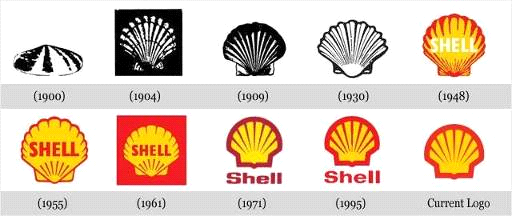 SHELL
(1900) (1904) (1909) (1930) (1948)
SHELL SHELL
Shell Shell
(1955) (1961) (1971) (1995) Current Logo